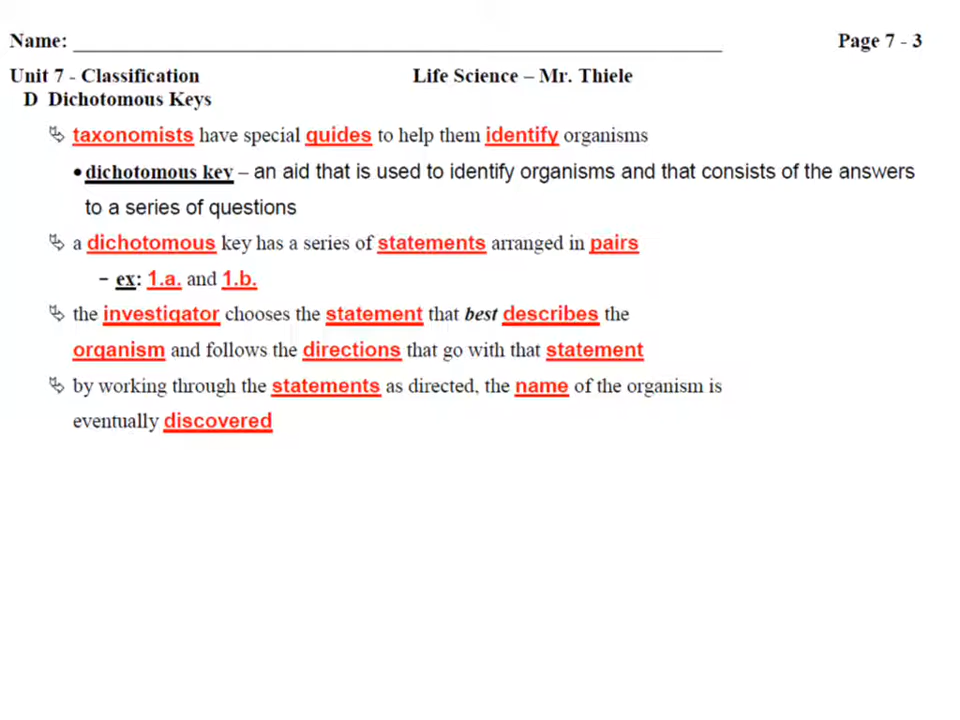 Name: ______________________________ Page 7 - 3
Unit 7 - Classification Life Science – Mr. Thiele
D Dichotomous Keys
taxonomists have special guides to help them identify organisms
• dichotomous key – an aid that is used to identify organisms and that consists of the answers
to a series of questions
a dichotomous key has a series of statements arranged in pairs
– ex: 1.a. and 1.b.
the investigator chooses the statement that best describes the
organism and follows the directions that go with that statement
by working through the statements as directed, the name of the organism is
eventually discovered